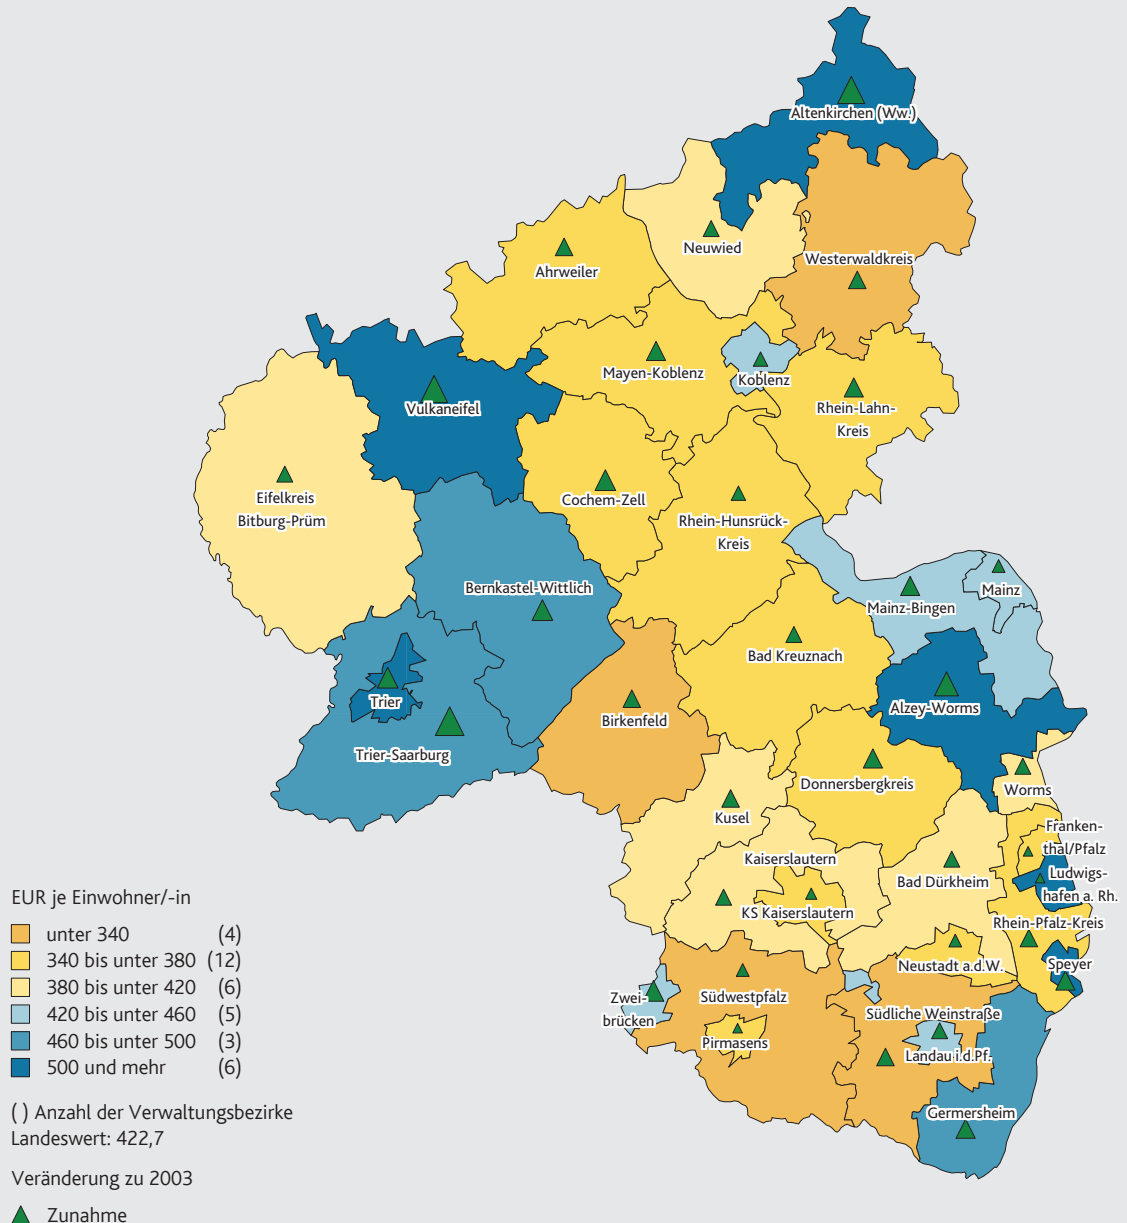 Altenkirchen (Ww.)
Neuwied
Westerwaldkreis
Ahrweiler
Mayen-Koblenz
Koblenz
Rhein-Lahn-
Kreis
Vulkaneifel
Eifelkreis
Bitburg-Prüm
Cochem-Zell
Rhein-Hunsrück-
Kreis
Bernkastel-Wittlich
Mainz-Bingen
Mainz
Bad Kreuznach
Trier
Trier-Saarburg
Birkenfeld
Alzey-Worms
Donnersbergkreis
Worms
Kusel
Kaiserslautern
KS Kaiserslautern
Bad Dürkheim
Franken-
thal/Pfalz
Ludwigs-
hafen a. Rh.
Rhein-Pfalz-Kreis
Neustadt a.d.W.
Speyer
Zwei-
brücken
Südwestpfalz
Pirmasens
Südliche Weinstraße
Landau i.d.Pf.
Germersheim
EUR je Einwohner/-in
unter 340 (4)
340 bis unter 380 (12)
380 bis unter 420 (6)
420 bis unter 460 (5)
460 bis unter 500 (3)
500 und mehr (6)
( ) Anzahl der Verwaltungsbezirke
Landeswert: 422,7
Veränderung zu 2003
Zunahme